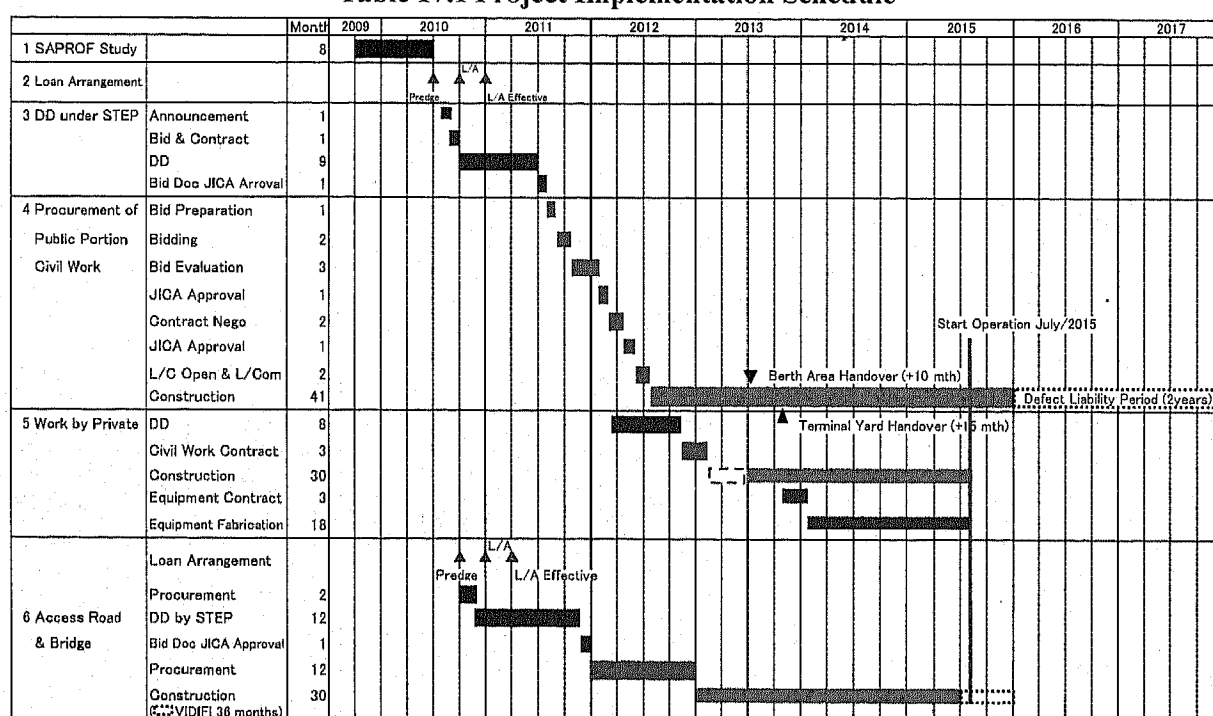 Table 17.1 Project Implementation Schedule
Month 2009 2010 2011 2012 2013 2014 2015 2016 2017
1 SAPROF Study 8
2 Loan Arrangement L/A
Predge L/A Effective
3 DD under STEP Announcement 1
Bid & Contract 1
DD 9
Bid Doc JICA Arroval 1
4 Procurement of Bid Preparation 1
Public Portion Bidding 2
Civil Work Bid Evaluation 3
JICA Approval 1
Contract Nego 2
Start Operation July/2015
JICA Approval 1
L/C Open & L/Com 2 Berth Area Handover (+10 mth)
Construction 41 Defect Liability Period (2years)
5 Work by Private DD 8 Terminal Yard Handover (+15 mth)
Civil Work Contract 3
Construction 30
Equipment Contract 3
Equipment Fabrication 18
Loan Arrangement L/A
Predge L/A Effective
Procurement 2
6 Access Road DD by STEP 12
& Bridge Bid Doc JICA Approval 1
Procurement 12
Construction 30
VIDIFI 36 months)